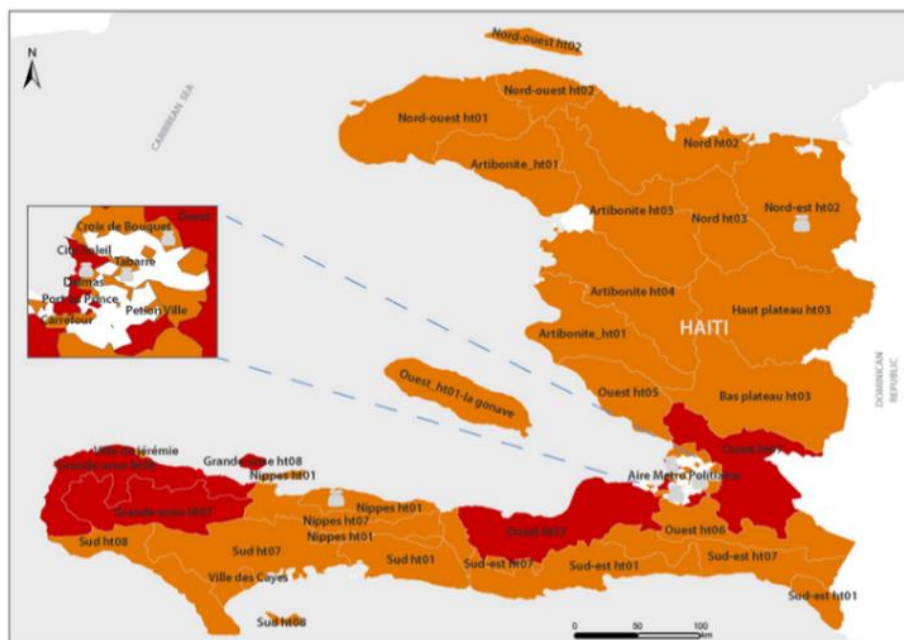 Nord-ouest ht02
N
CARIBBEAN SEA
Nord-ouest ht02
Nord-ouest ht01
Nord ht02
Artibonite_ht01
Artibonite ht03
Nord ht03
Nord-est ht02
Ouest
Croix de Bouques
Cité Soleil
Tabarre
Delmas
Port au Prince
Carrefour
Petion Ville
Artibonite ht04
Haut plateau ht03
HAITI
Artibonite_ht01
DOMINICAN
REPUBLIC
Ouest_ht01-la gonave
Ouest ht05
Bas plateau ht03
Ville de Jérémie
Grande-anse ht08
Nippes ht01
Aire Metro Politiaine
Grande-anse ht07
Nippes ht01
Nippes ht07
Nippes ht01
Ouest ht07
Ouest ht06
Sud ht08
Sud ht07
Sud ht01
Sud-est ht07
Sud-est ht01
Sud-est ht07
Ville des Cayes
Sud-est ht01
Sud ht08
0 50 100
km